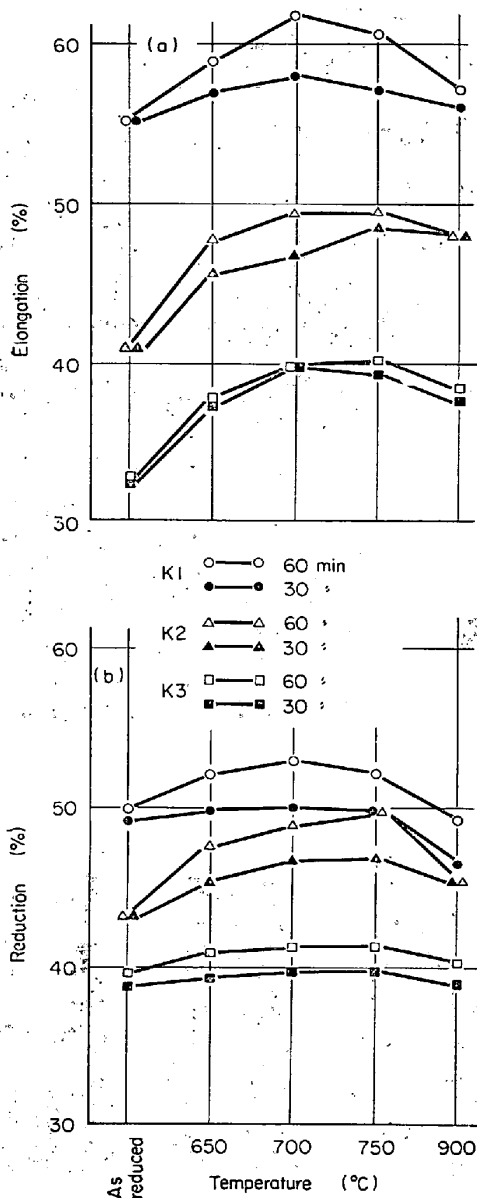 60
(a)
50
Elongation (%)
40
30
K1 60 min
30 〃
K2 60 〃
30 〃
K3 60 〃
30 〃
60
(b)
50
Reduction (%)
40
30
As reduced
650 700 750 900
Temperature (°C)